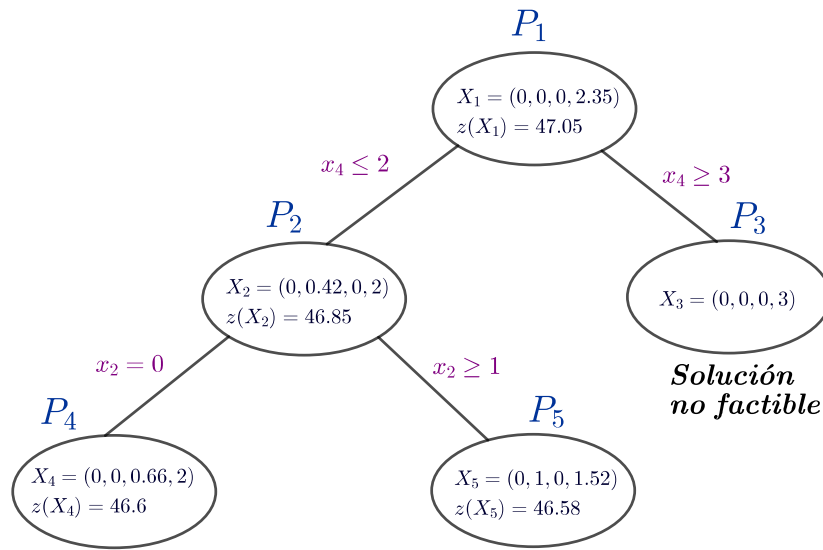 P₁
X₁ = (0, 0, 0, 2.35)
z(X₁) = 47.05
x₄ ≤ 2
x₄ ≥ 3
P₂
P₃
X₂ = (0, 0.42, 0, 2)
z(X₂) = 46.85
X₃ = (0, 0, 0, 3)
x₂ = 0
x₂ ≥ 1
Solución
no factible
P₄
P₅
X₄ = (0, 0, 0.66, 2)
z(X₄) = 46.6
X₅ = (0, 1, 0, 1.52)
z(X₅) = 46.58